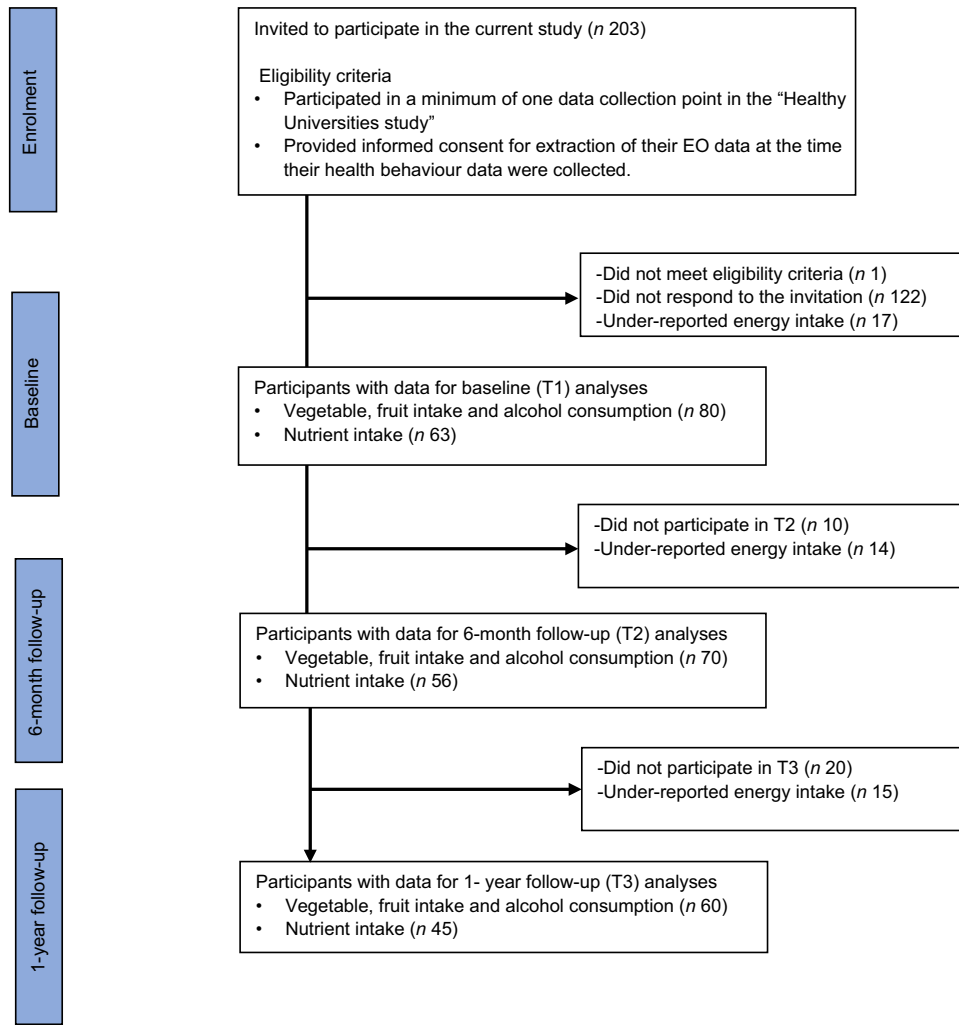 Enrolment
Invited to participate in the current study (n 203)
Eligibility criteria
• Participated in a minimum of one data collection point in the “Healthy
Universities study”
• Provided informed consent for extraction of their EO data at the time
their health behaviour data were collected.
-Did not meet eligibility criteria (n 1)
-Did not respond to the invitation (n 122)
-Under-reported energy intake (n 17)
Baseline
Participants with data for baseline (T1) analyses
• Vegetable, fruit intake and alcohol consumption (n 80)
• Nutrient intake (n 63)
-Did not participate in T2 (n 10)
-Under-reported energy intake (n 14)
6-month follow-up
Participants with data for 6-month follow-up (T2) analyses
• Vegetable, fruit intake and alcohol consumption (n 70)
• Nutrient intake (n 56)
-Did not participate in T3 (n 20)
-Under-reported energy intake (n 15)
1-year follow-up
Participants with data for 1- year follow-up (T3) analyses
• Vegetable, fruit intake and alcohol consumption (n 60)
• Nutrient intake (n 45)